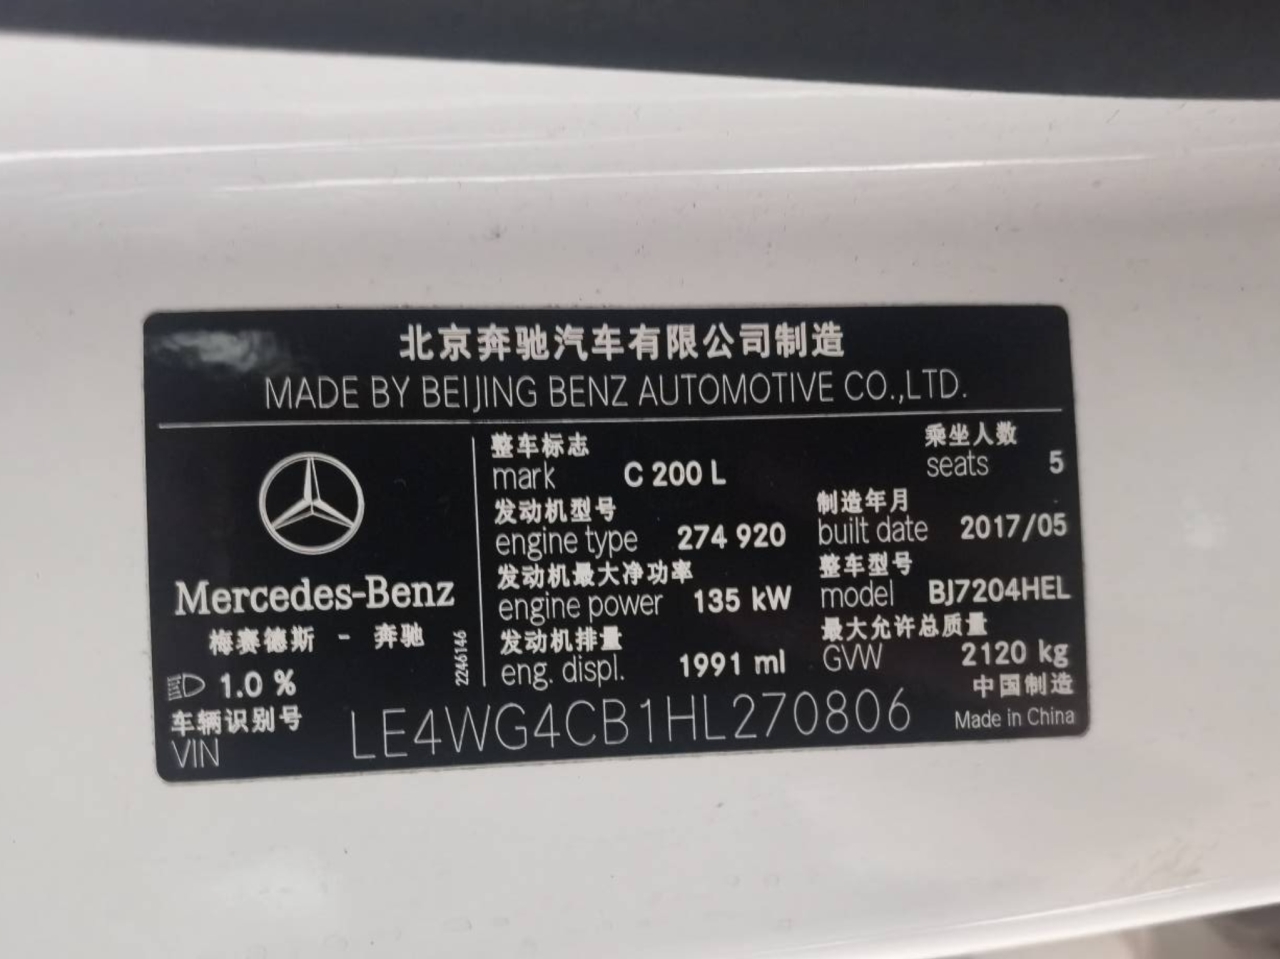 北京奔驰汽车有限公司制造
MADE BY BEIJING BENZ AUTOMOTIVE CO.,LTD.
Mercedes-Benz
梅赛德斯 - 奔驰
1.0 %
2246146
整车标志
mark C 200 L
乘坐人数
seats 5
发动机型号
engine type 274 920
制造年月
built date 2017/05
发动机最大净功率
engine power 135 kW
整车型号
model BJ7204HEL
发动机排量
eng. displ. 1991 ml
最大允许总质量
GVW 2120 kg
中国制造
Made in China
车辆识别号
VIN LE4WG4CB1HL270806